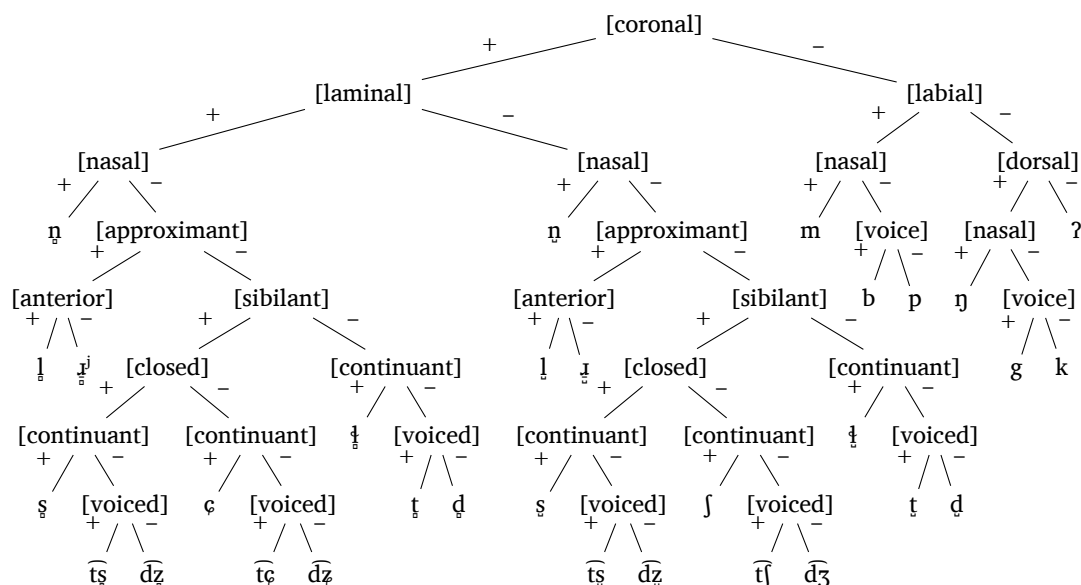 [coronal]
+ –
[laminal] [labial]
+ – + –
[nasal] [nasal] [nasal] [dorsal]
+ – + – + – + –
n̻ [approximant] n̺ [approximant] m [voice] [nasal] ʔ
+ – + – + – + –
[anterior] [sibilant] [anterior] [sibilant] b p ŋ [voice]
+ – + – + – + – + –
l̻ ɹ̠̻ʲ [closed] [continuant] l̺ ɹ̠̺ [closed] [continuant] g k
+ – + – + – + –
[continuant] [continuant] ɬ̻ [voiced] [continuant] [continuant] ɬ̺ [voiced]
+ – + – + – + – + – + –
s̻ [voiced] ɕ [voiced] t̻ d̻ s̺ [voiced] ʃ [voiced] t̺ d̺
+ – + – + – + –
t͡s̻ d͡z̻ t͡ɕ d͡ʑ t͡s̺ d͡z̺ t͡ʃ d͡ʒ